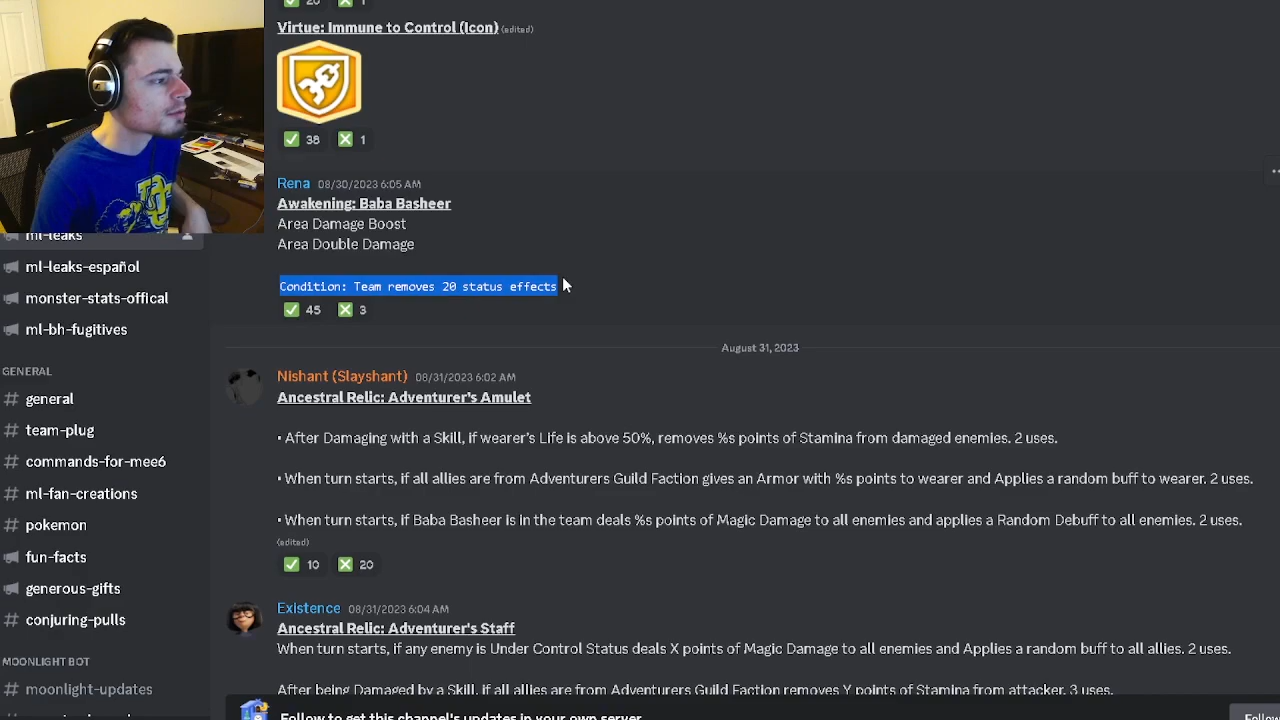 20 1
Virtue: Immune to Control (Icon) (edited)
38 1
Rena 08/30/2023 6:05 AM
Awakening: Baba Basheer
Area Damage Boost
Area Double Damage
Condition: Team removes 20 status effects
45 3
August 31, 2023
Nishant (Slayshant) 08/31/2023 6:02 AM
Ancestral Relic: Adventurer's Amulet
• After Damaging with a Skill, if wearer's Life is above 50%, removes %s points of Stamina from damaged enemies. 2 uses.
• When turn starts, if all allies are from Adventurers Guild Faction gives an Armor with %s points to wearer and Applies a random buff to wearer. 2 uses.
• When turn starts, if Baba Basheer is in the team deals %s points of Magic Damage to all enemies and applies a Random Debuff to all enemies. 2 uses.
(edited)
10 20
Existence 08/31/2023 6:04 AM
Ancestral Relic: Adventurer's Staff
When turn starts, if any enemy is Under Control Status deals X points of Magic Damage to all enemies and Applies a random buff to all allies. 2 uses.
After being Damaged by a Skill, if all allies are from Adventurers Guild Faction removes Y points of Stamina from attacker. 3 uses.
Follow to get this channel's updates in your own server
Follow
ml-leaks
ml-leaks-español
monster-stats-offical
ml-bh-fugitives
GENERAL
general
team-plug
commands-for-mee6
ml-fan-creations
pokemon
fun-facts
generous-gifts
conjuring-pulls
MOONLIGHT BOT
moonlight-updates